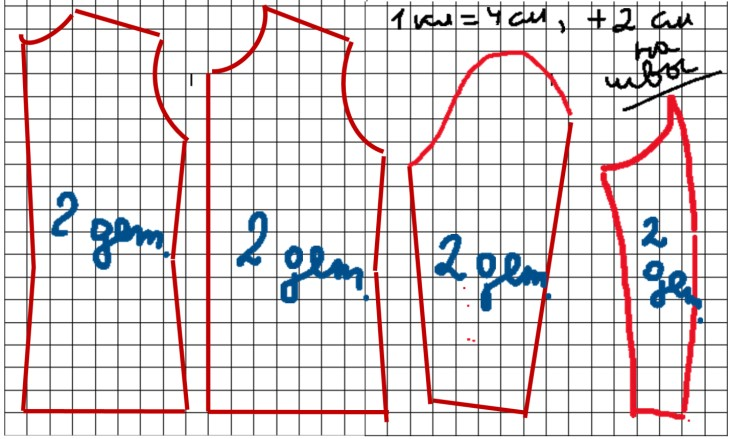 1 кл = 4 см, + 2 см
на
швы
2 дет.
2 дет.
2 дет.
2
дет.